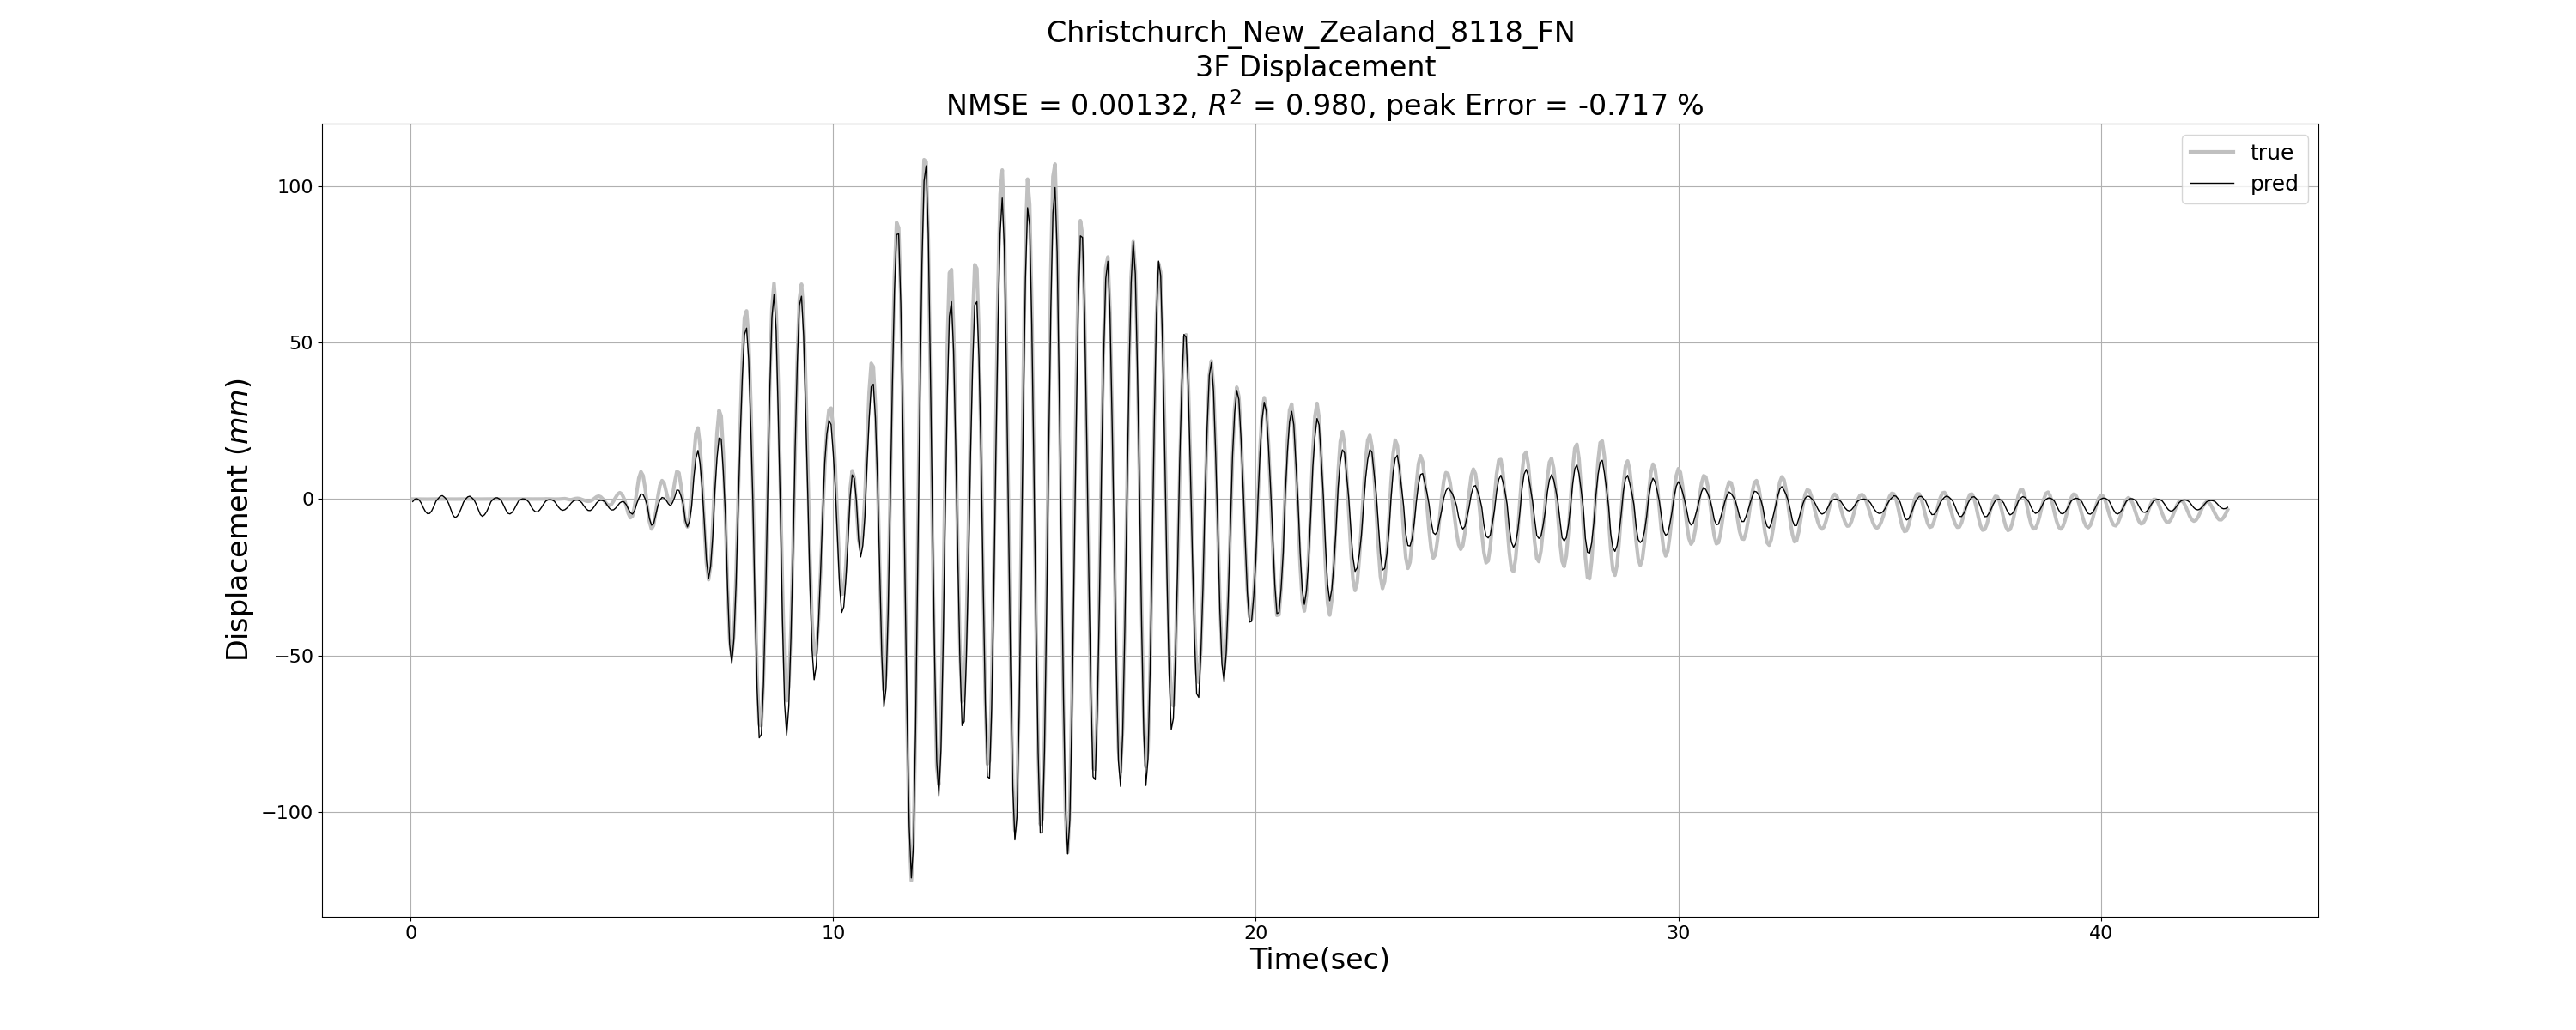 Christchurch_New_Zealand_8118_FN
3F Displacement
NMSE = 0.00132, R² = 0.980, peak Error = -0.717 %
true
pred
100
50
0
−50
−100
Displacement (mm)
0
10
20
30
40
Time(sec)